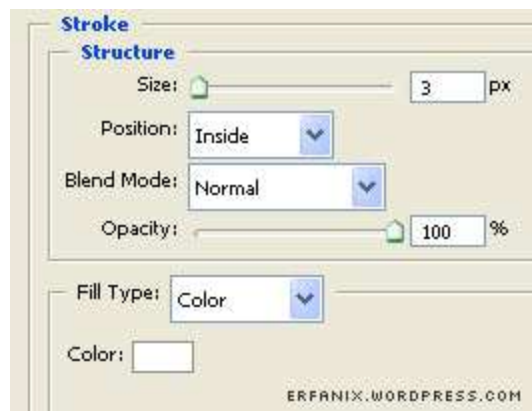 Stroke
Structure
Size: 3 px
Position: Inside
Blend Mode: Normal
Opacity: 100 %
Fill Type: Color
Color:
ERFANIX.WORDPRESS.COM